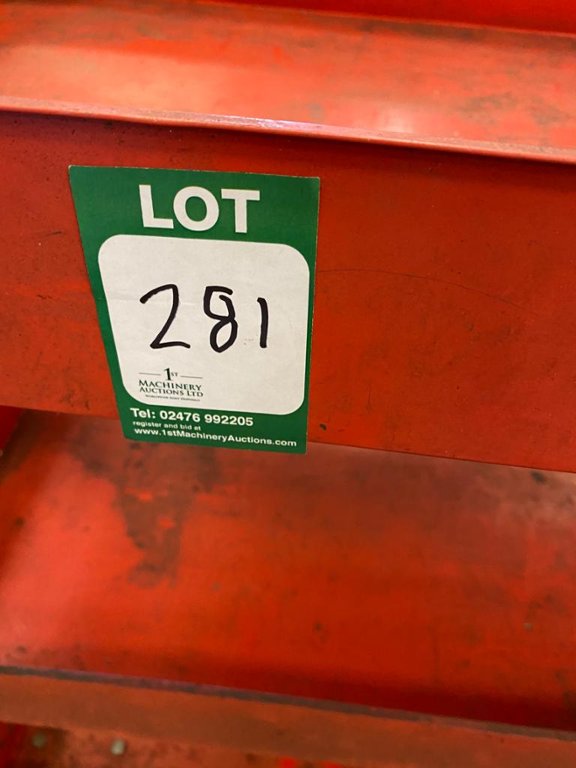 LOT
281
1ST
MACHINERY
AUCTIONS LTD
Tel: 02476 992205
register and bid at
www.1stMachineryAuctions.com